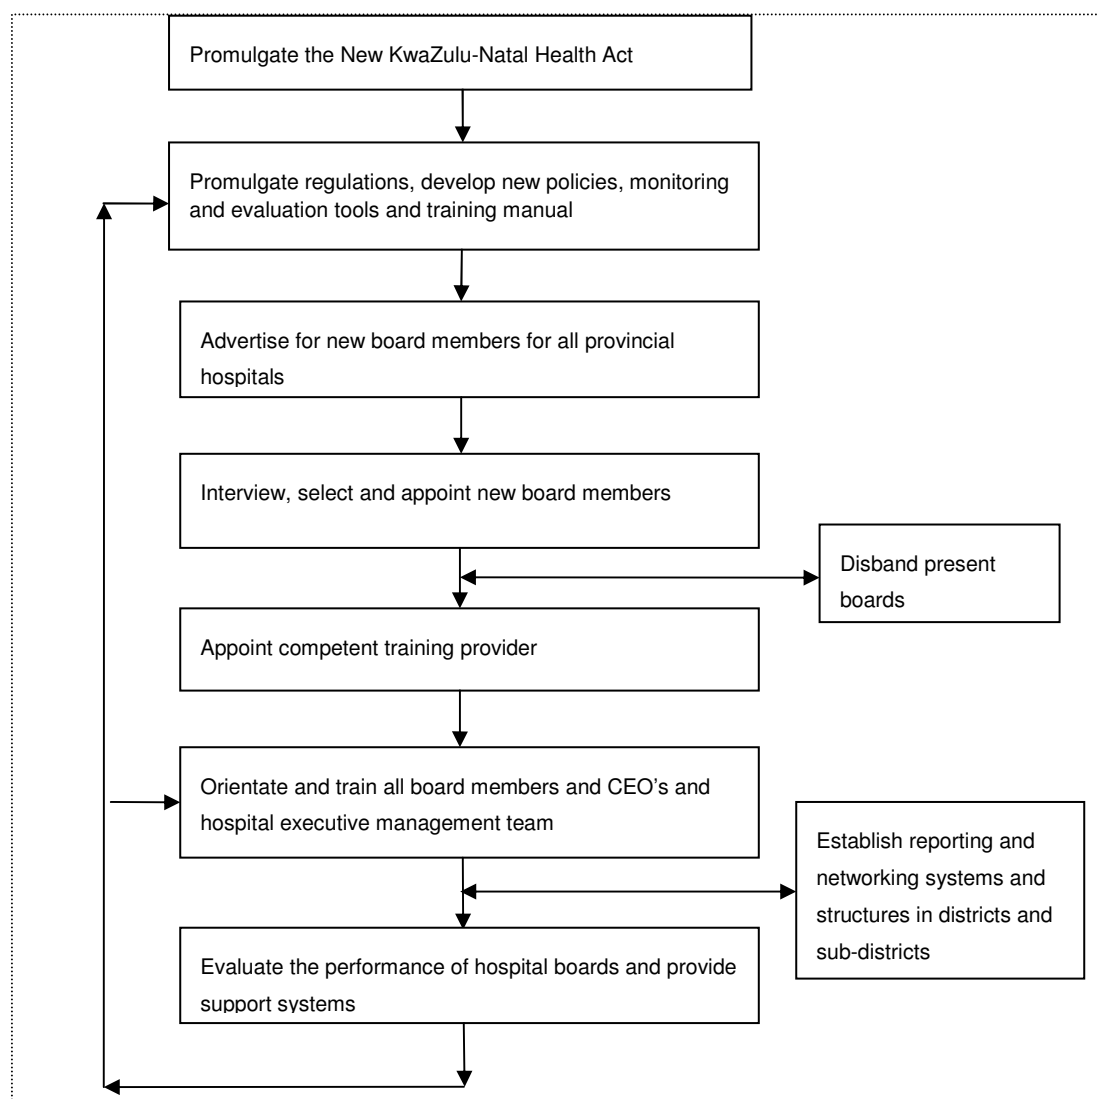 Promulgate the New KwaZulu-Natal Health Act
Promulgate regulations, develop new policies, monitoring
and evaluation tools and training manual
Advertise for new board members for all provincial
hospitals
Interview, select and appoint new board members
Disband present
boards
Appoint competent training provider
Orientate and train all board members and CEO’s and
hospital executive management team
Establish reporting and
networking systems and
structures in districts and
sub-districts
Evaluate the performance of hospital boards and provide
support systems